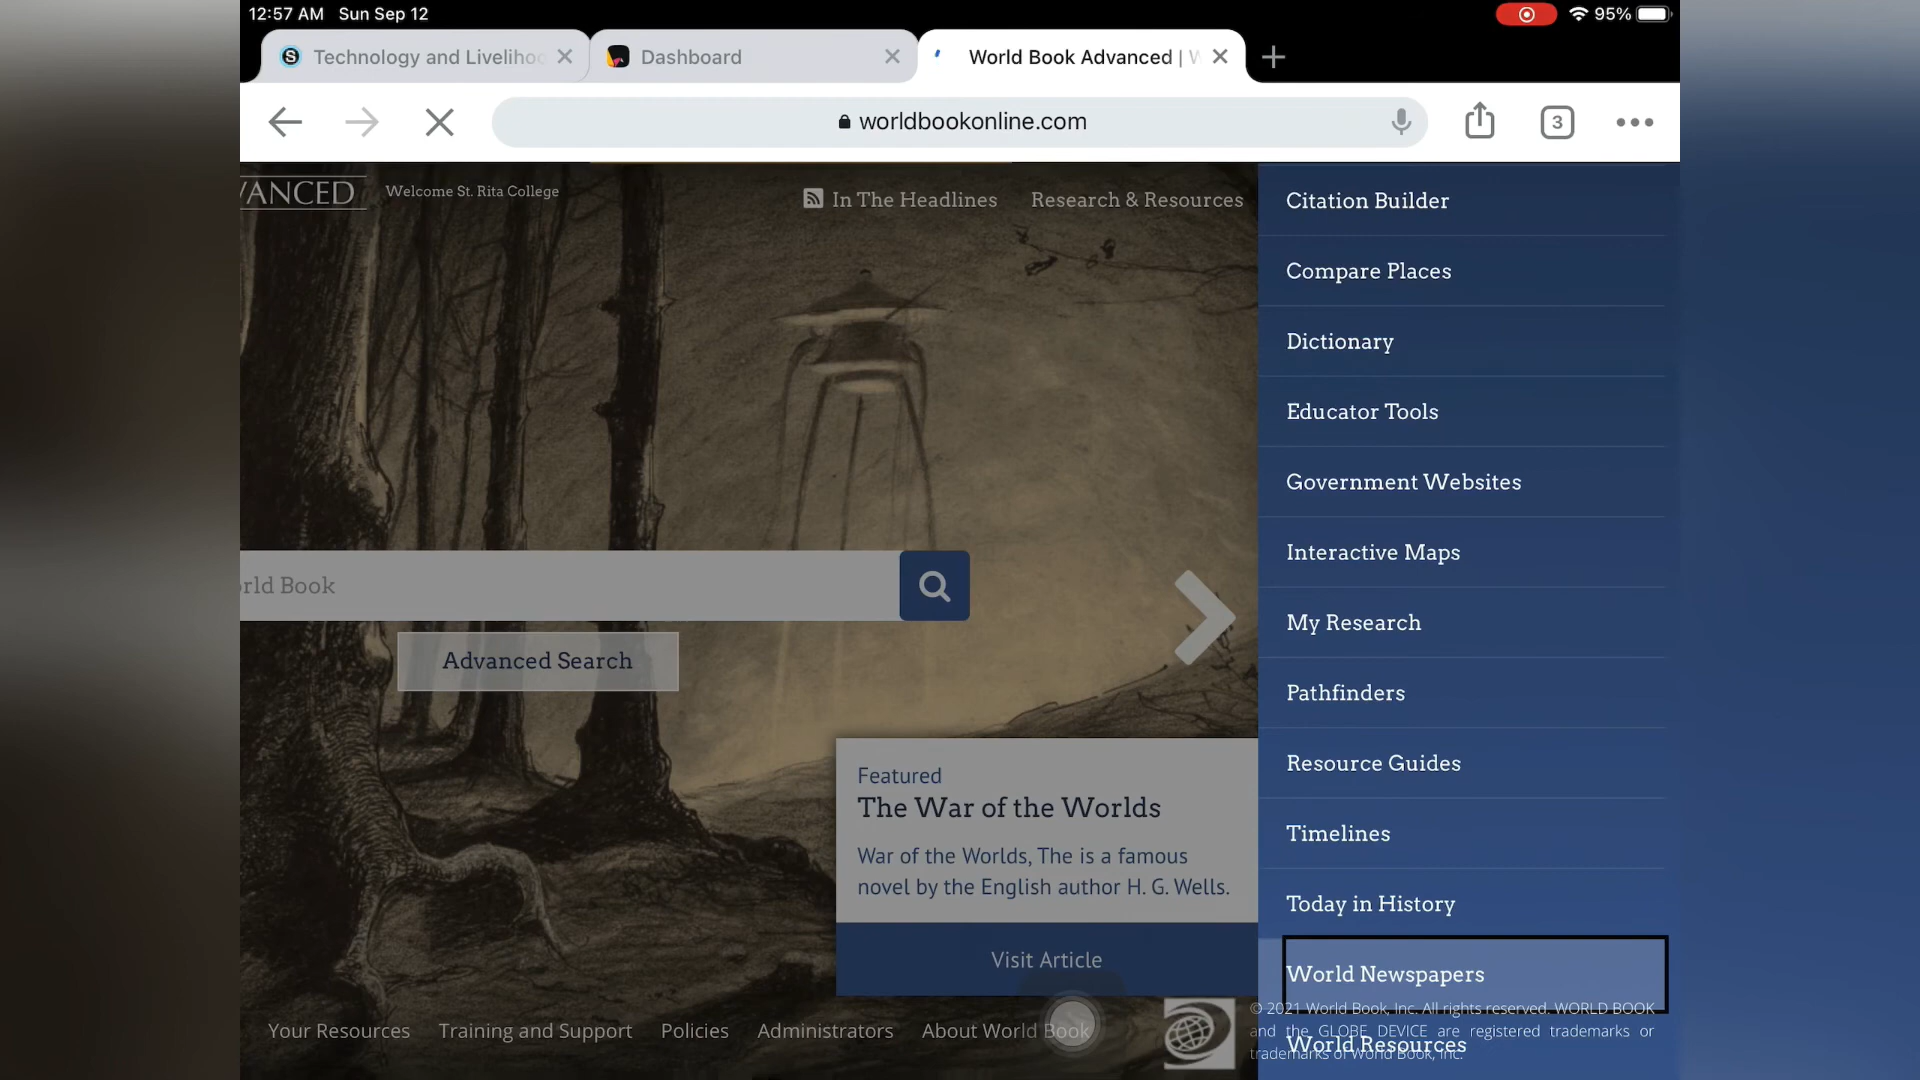 12:57 AM Sun Sep 12
95%
Technology and Livelihoo
Dashboard
World Book Advanced | W
worldbookonline.com
3
VANCED
Welcome St. Rita College
In The Headlines
Research & Resources
Citation Builder
Compare Places
Dictionary
Educator Tools
Government Websites
Interactive Maps
My Research
Pathfinders
Resource Guides
Timelines
Today in History
World Newspapers
World Resources
orld Book
Advanced Search
Featured
The War of the Worlds
War of the Worlds, The is a famous
novel by the English author H. G. Wells.
Visit Article
Your Resources
Training and Support
Policies
Administrators
About World Book
© 2021 World Book, Inc. All rights reserved. WORLD BOOK
and the GLOBE DEVICE are registered trademarks or
trademarks of World Book, Inc.